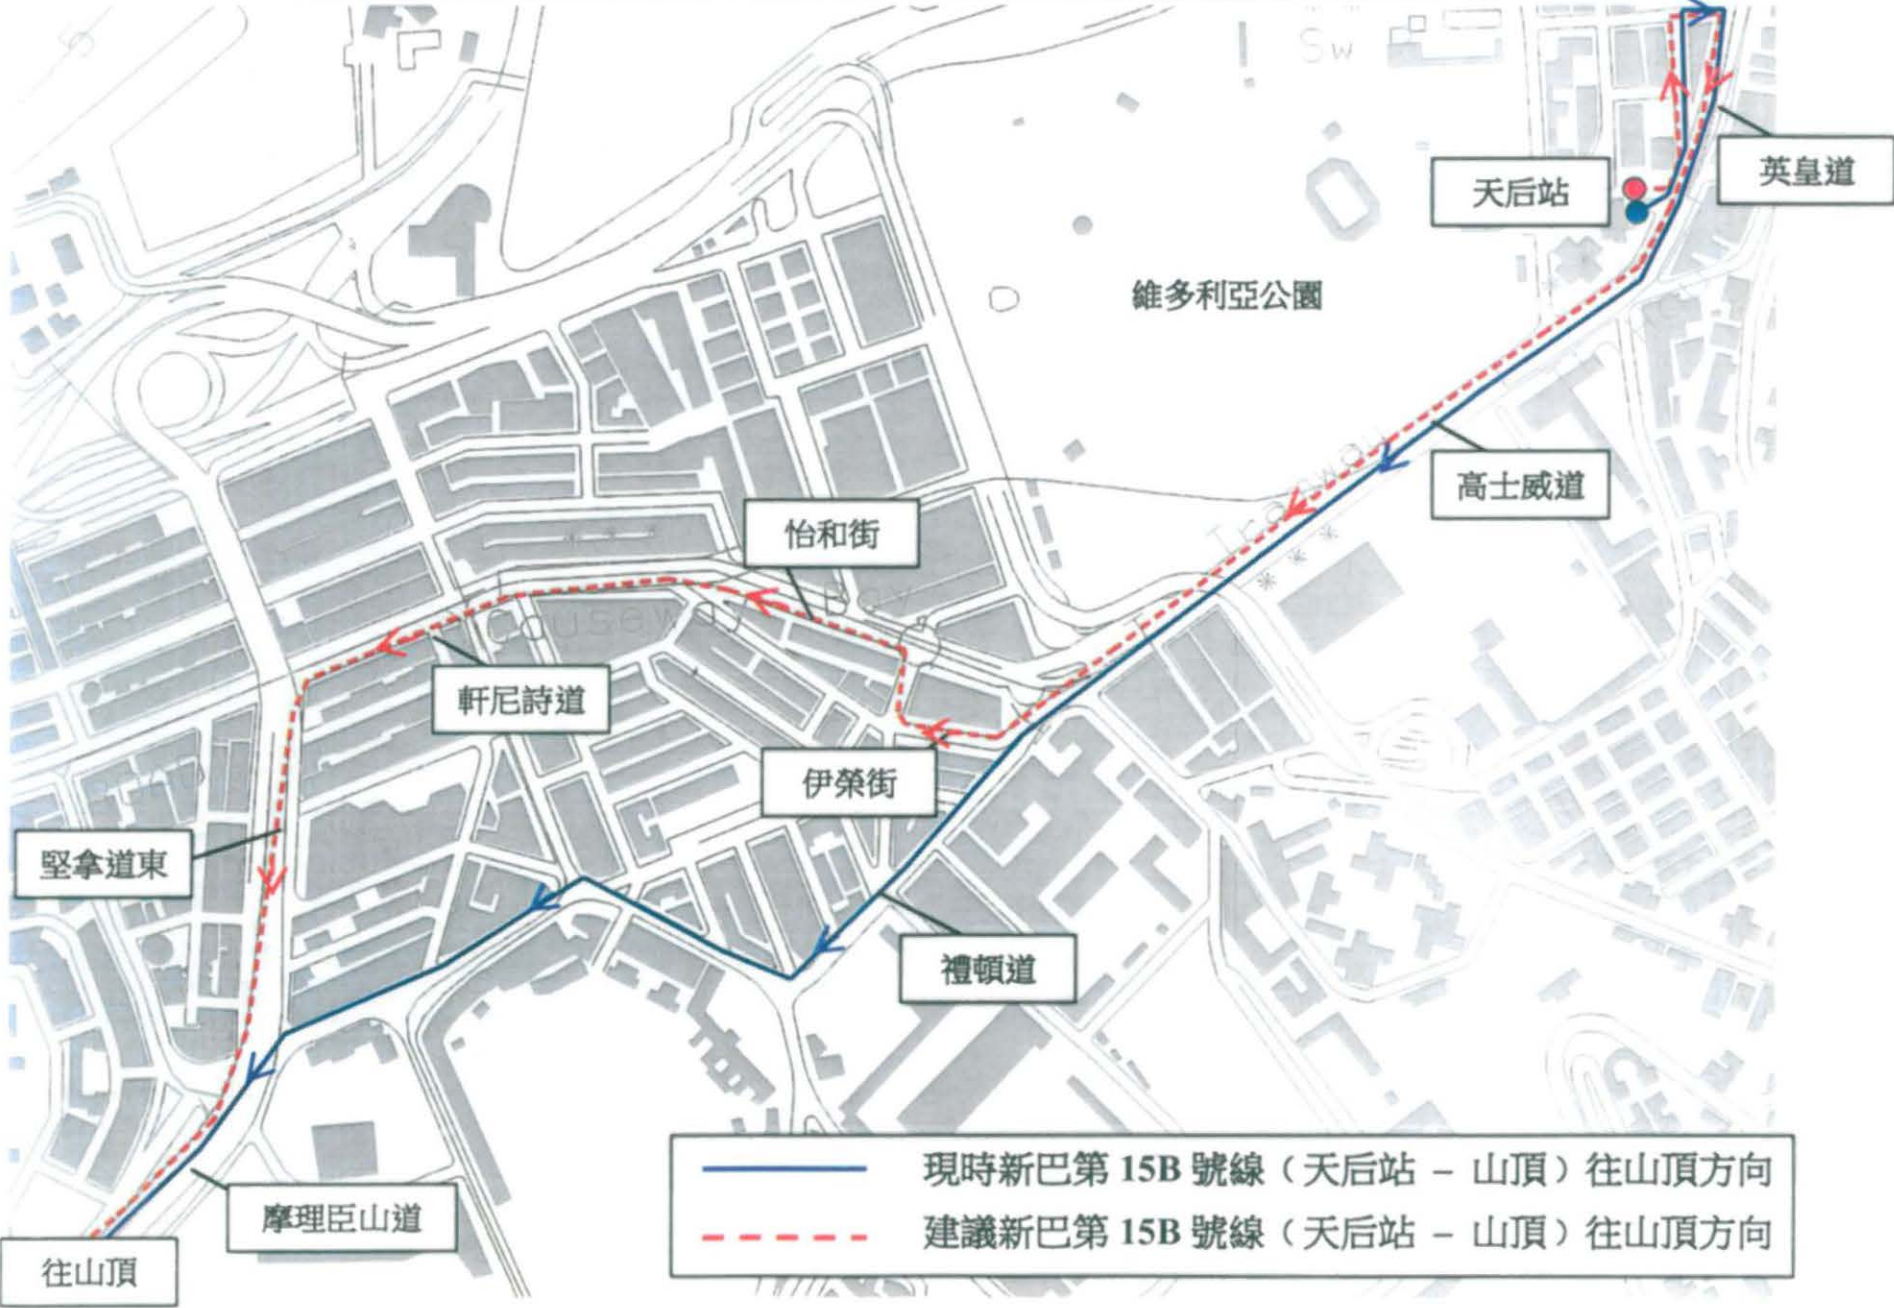 Sw
天后站
英皇道
維多利亞公園
Tramway
高士威道
怡和街
Causeway Bay
軒尼詩道
伊榮街
堅拿道東
禮頓道
摩理臣山道
往山頂
現時新巴第 15B 號線（天后站 – 山頂）往山頂方向
建議新巴第 15B 號線（天后站 – 山頂）往山頂方向